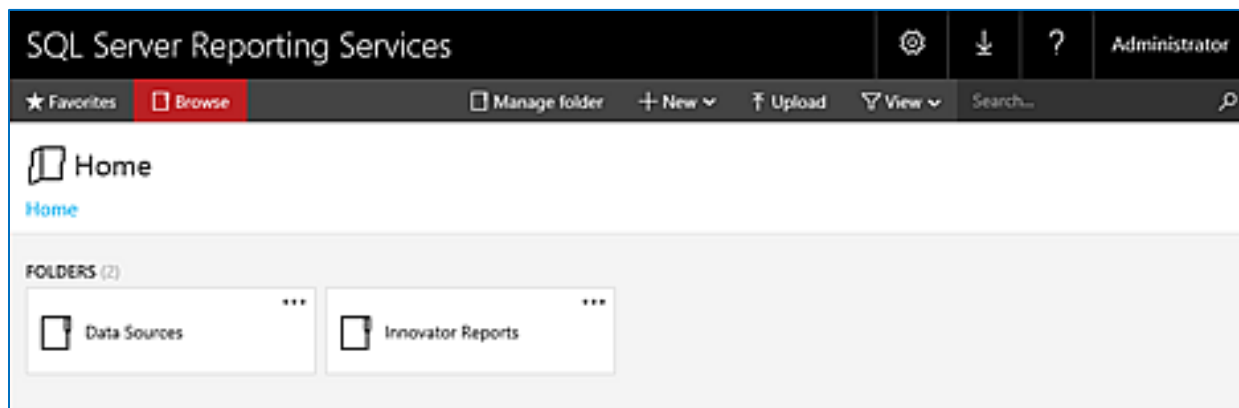 SQL Server Reporting Services
Administrator
Favorites Browse Manage folder New Upload View Search...
Home
Home
FOLDERS (2)
Data Sources Innovator Reports